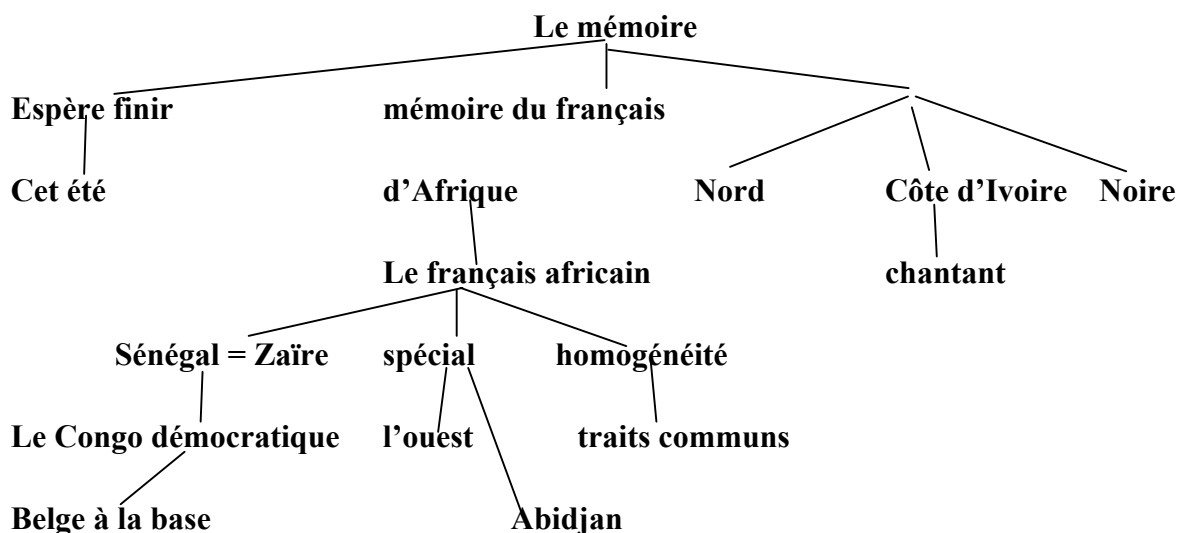 Le mémoire
Espère finir mémoire du français
Cet été d’Afrique Nord Côte d’Ivoire Noire
Le français africain chantant
Sénégal = Zaïre spécial homogénéité
Le Congo démocratique l’ouest traits communs
Belge à la base Abidjan